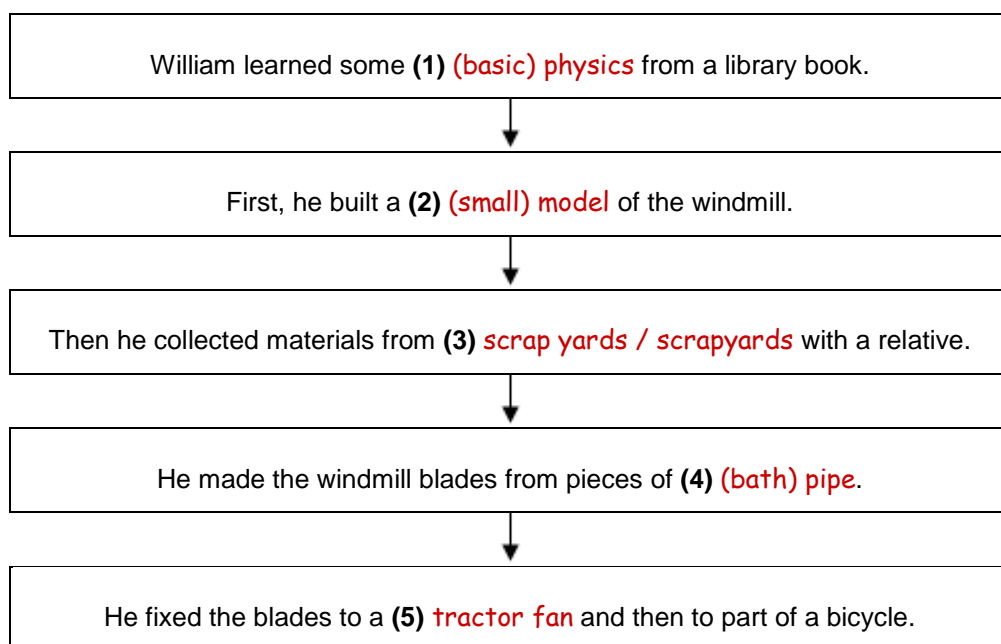 William learned some (1) (basic) physics from a library book.
First, he built a (2) (small) model of the windmill.
Then he collected materials from (3) scrap yards / scrapyards with a relative.
He made the windmill blades from pieces of (4) (bath) pipe.
He fixed the blades to a (5) tractor fan and then to part of a bicycle.